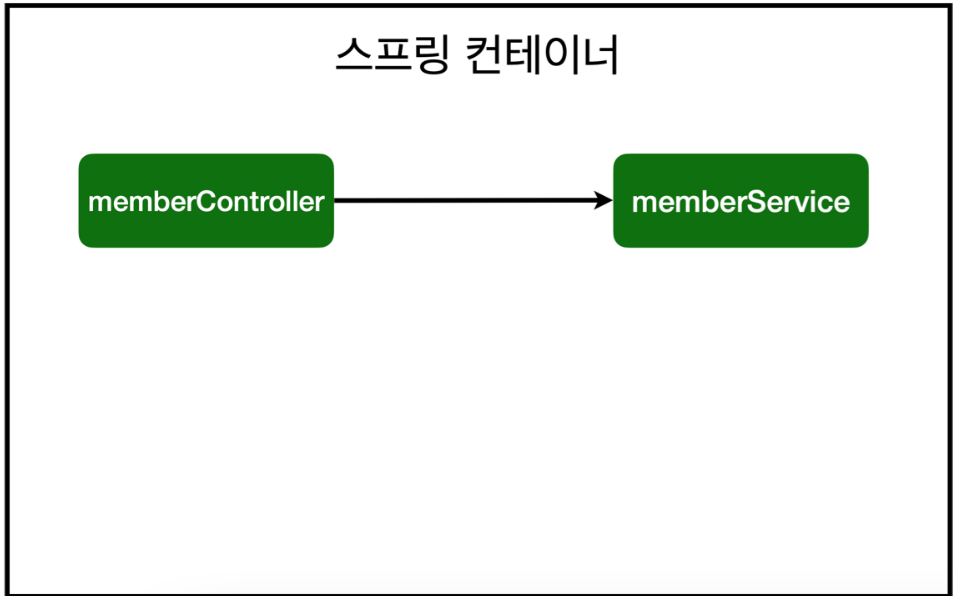 스프링 컨테이너
memberController
memberService